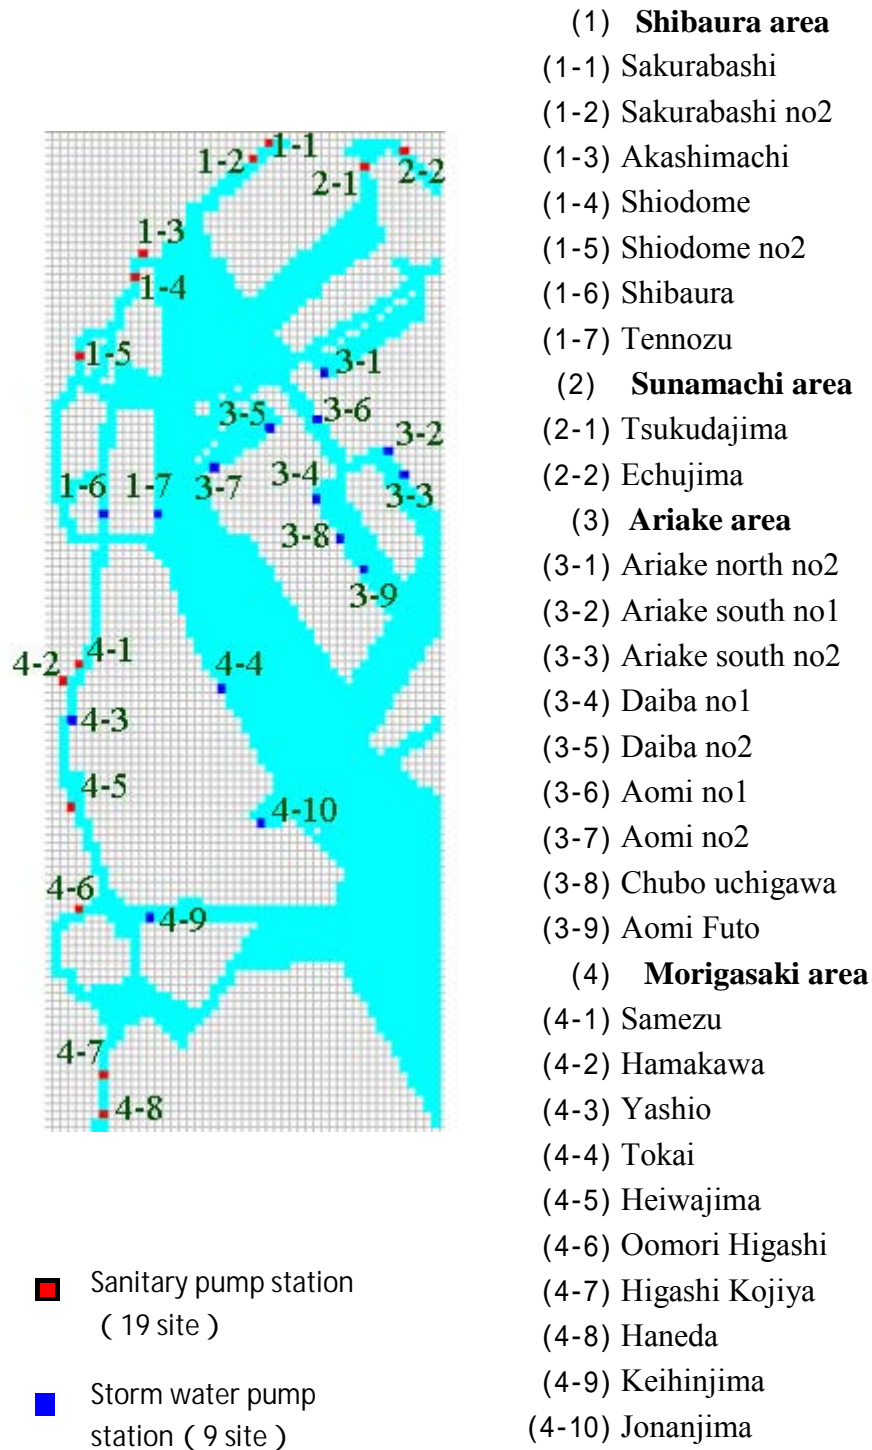 (1) Shibaura area
(1-1) Sakurabashi
(1-2) Sakurabashi no2
(1-3) Akashimachi
(1-4) Shiodome
(1-5) Shiodome no2
(1-6) Shibaura
(1-7) Tennozu
(2) Sunamachi area
(2-1) Tsukudajima
(2-2) Echujima
(3) Ariake area
(3-1) Ariake north no2
(3-2) Ariake south no1
(3-3) Ariake south no2
(3-4) Daiba no1
(3-5) Daiba no2
(3-6) Aomi no1
(3-7) Aomi no2
(3-8) Chubo uchigawa
(3-9) Aomi Futo
(4) Morigasaki area
(4-1) Samezu
(4-2) Hamakawa
(4-3) Yashio
(4-4) Tokai
(4-5) Heiwajima
(4-6) Oomori Higashi
(4-7) Higashi Kojiya
(4-8) Haneda
(4-9) Keihinjima
(4-10) Jonanjima
1-1
1-2
2-1
2-2
1-3
1-4
1-5
3-1
3-5
3-6
3-2
1-6
1-7
3-7
3-4
3-3
3-8
3-9
4-1
4-2
4-4
4-3
4-5
4-10
4-6
4-9
4-7
4-8
Sanitary pump station
( 19 site )
Storm water pump
station ( 9 site )